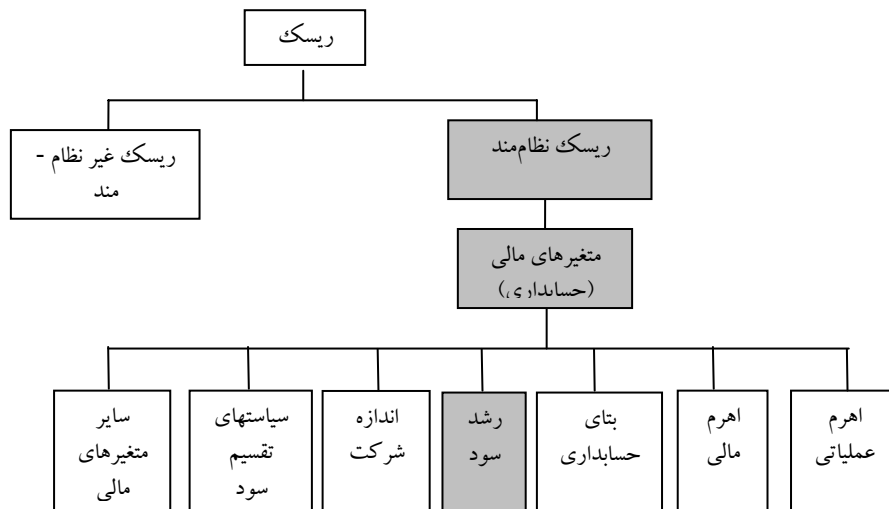 ریسک
ریسک نظام‌مند
ریسک غیر نظام -
مند
متغیرهای مالی
(حسابداری)
اهرم
عملیاتی
اهرم
مالی
بتای
حسابداری
رشد
سود
اندازه
شرکت
سیاستهای
تقسیم
سود
سایر
متغیرهای
مالی